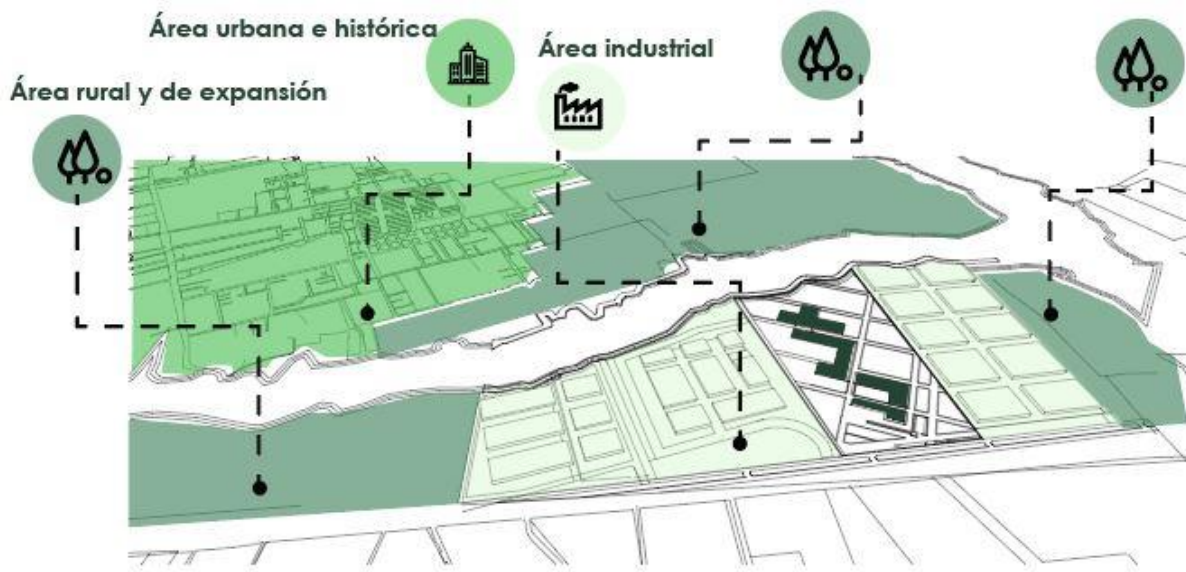 Área urbana e histórica
Área industrial
Área rural y de expansión